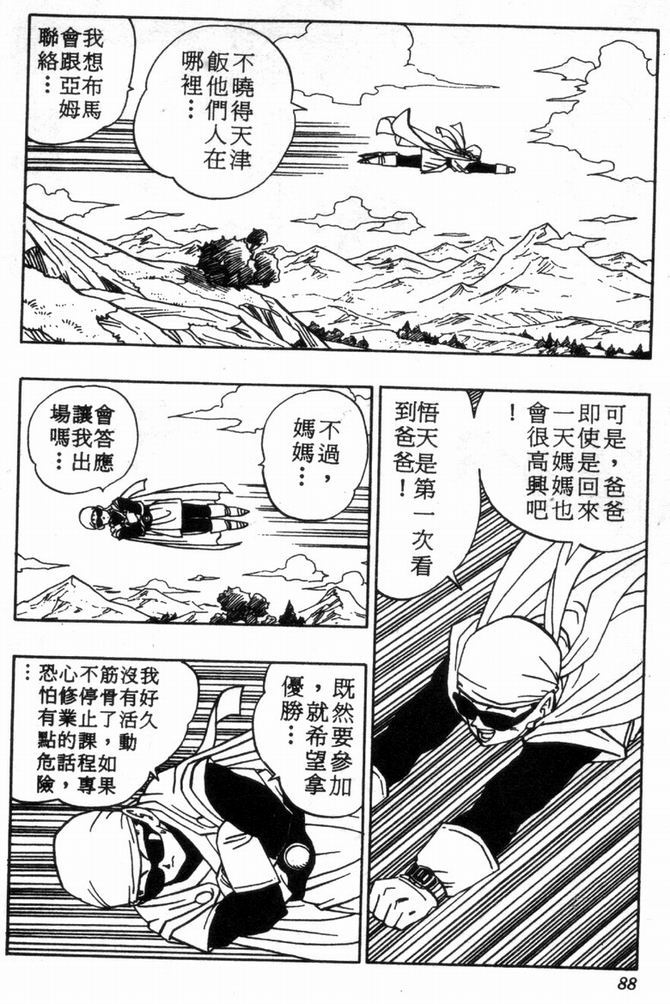 不曉得天津
飯他們人在
哪裡…
我想布馬
會跟亞姆
聯絡…
可是，爸爸
即使是回來
一天媽媽也
會很高興吧
！
悟天是第一次看
到爸爸！
不過，
媽媽…
會答應
讓我出
場嗎…
既然要參加
，就希望拿
優勝…
我好久
沒有活動
筋骨了，如果
不停止課程專
心修業的話，
恐怕有點危險
…
88